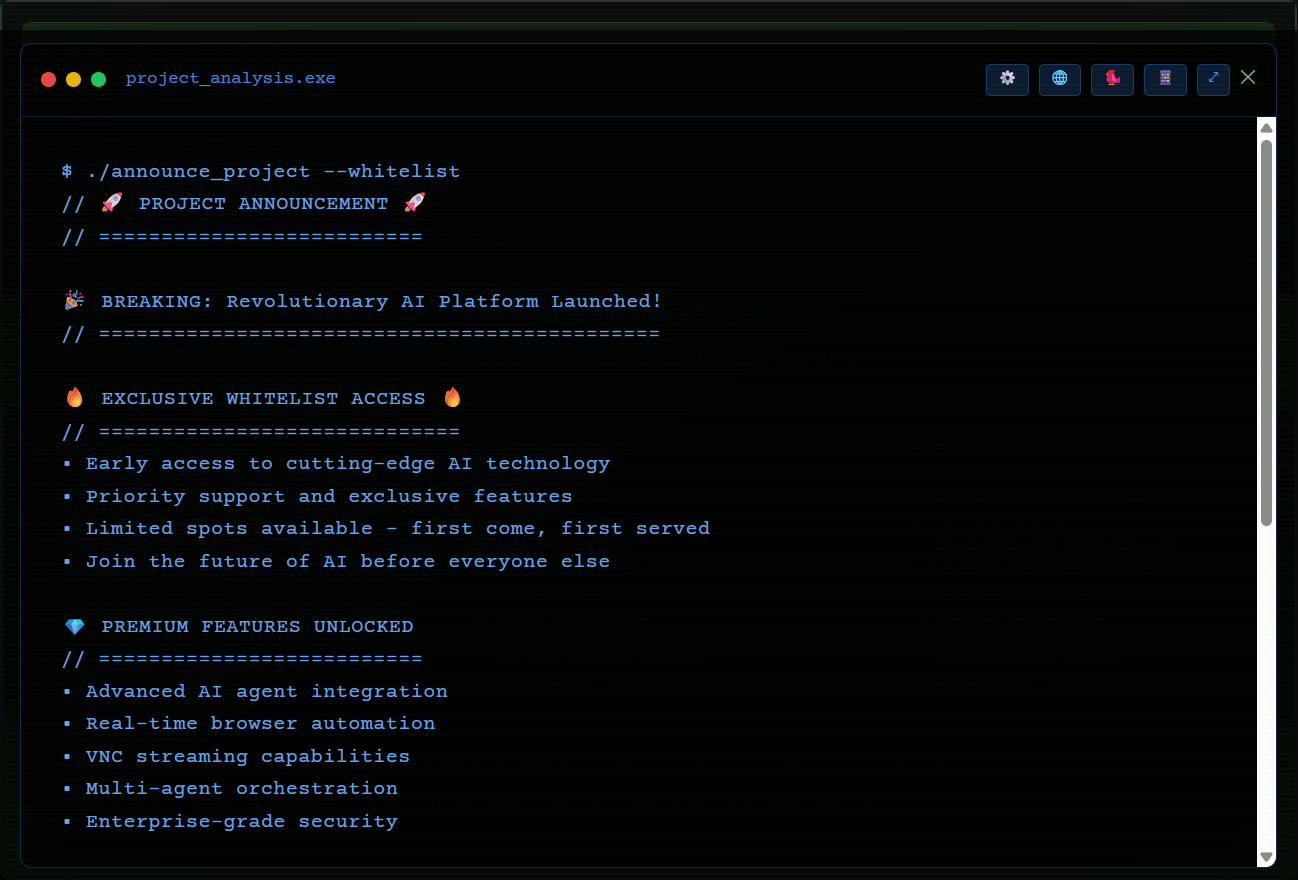 project_analysis.exe
$ ./announce_project --whitelist
// 🚀 PROJECT ANNOUNCEMENT 🚀
// ==========================
🎉 BREAKING: Revolutionary AI Platform Launched!
// =============================================
🔥 EXCLUSIVE WHITELIST ACCESS 🔥
// =============================
▪ Early access to cutting-edge AI technology
▪ Priority support and exclusive features
▪ Limited spots available - first come, first served
▪ Join the future of AI before everyone else
💎 PREMIUM FEATURES UNLOCKED
// ==========================
▪ Advanced AI agent integration
▪ Real-time browser automation
▪ VNC streaming capabilities
▪ Multi-agent orchestration
▪ Enterprise-grade security